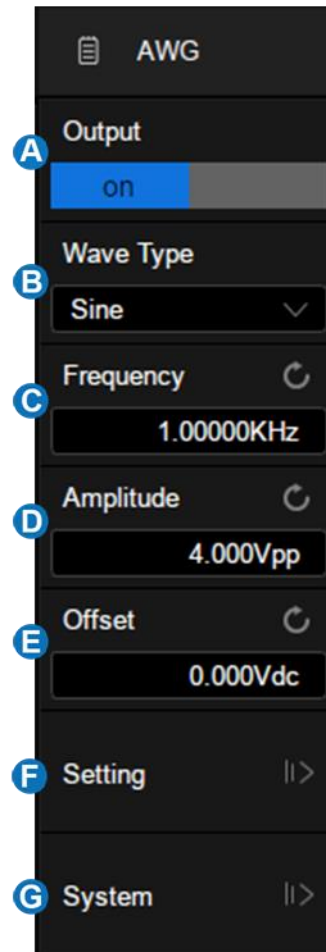 AWG
A
Output
on
B
Wave Type
Sine
C
Frequency
1.00000KHz
D
Amplitude
4.000Vpp
E
Offset
0.000Vdc
F
Setting
G
System